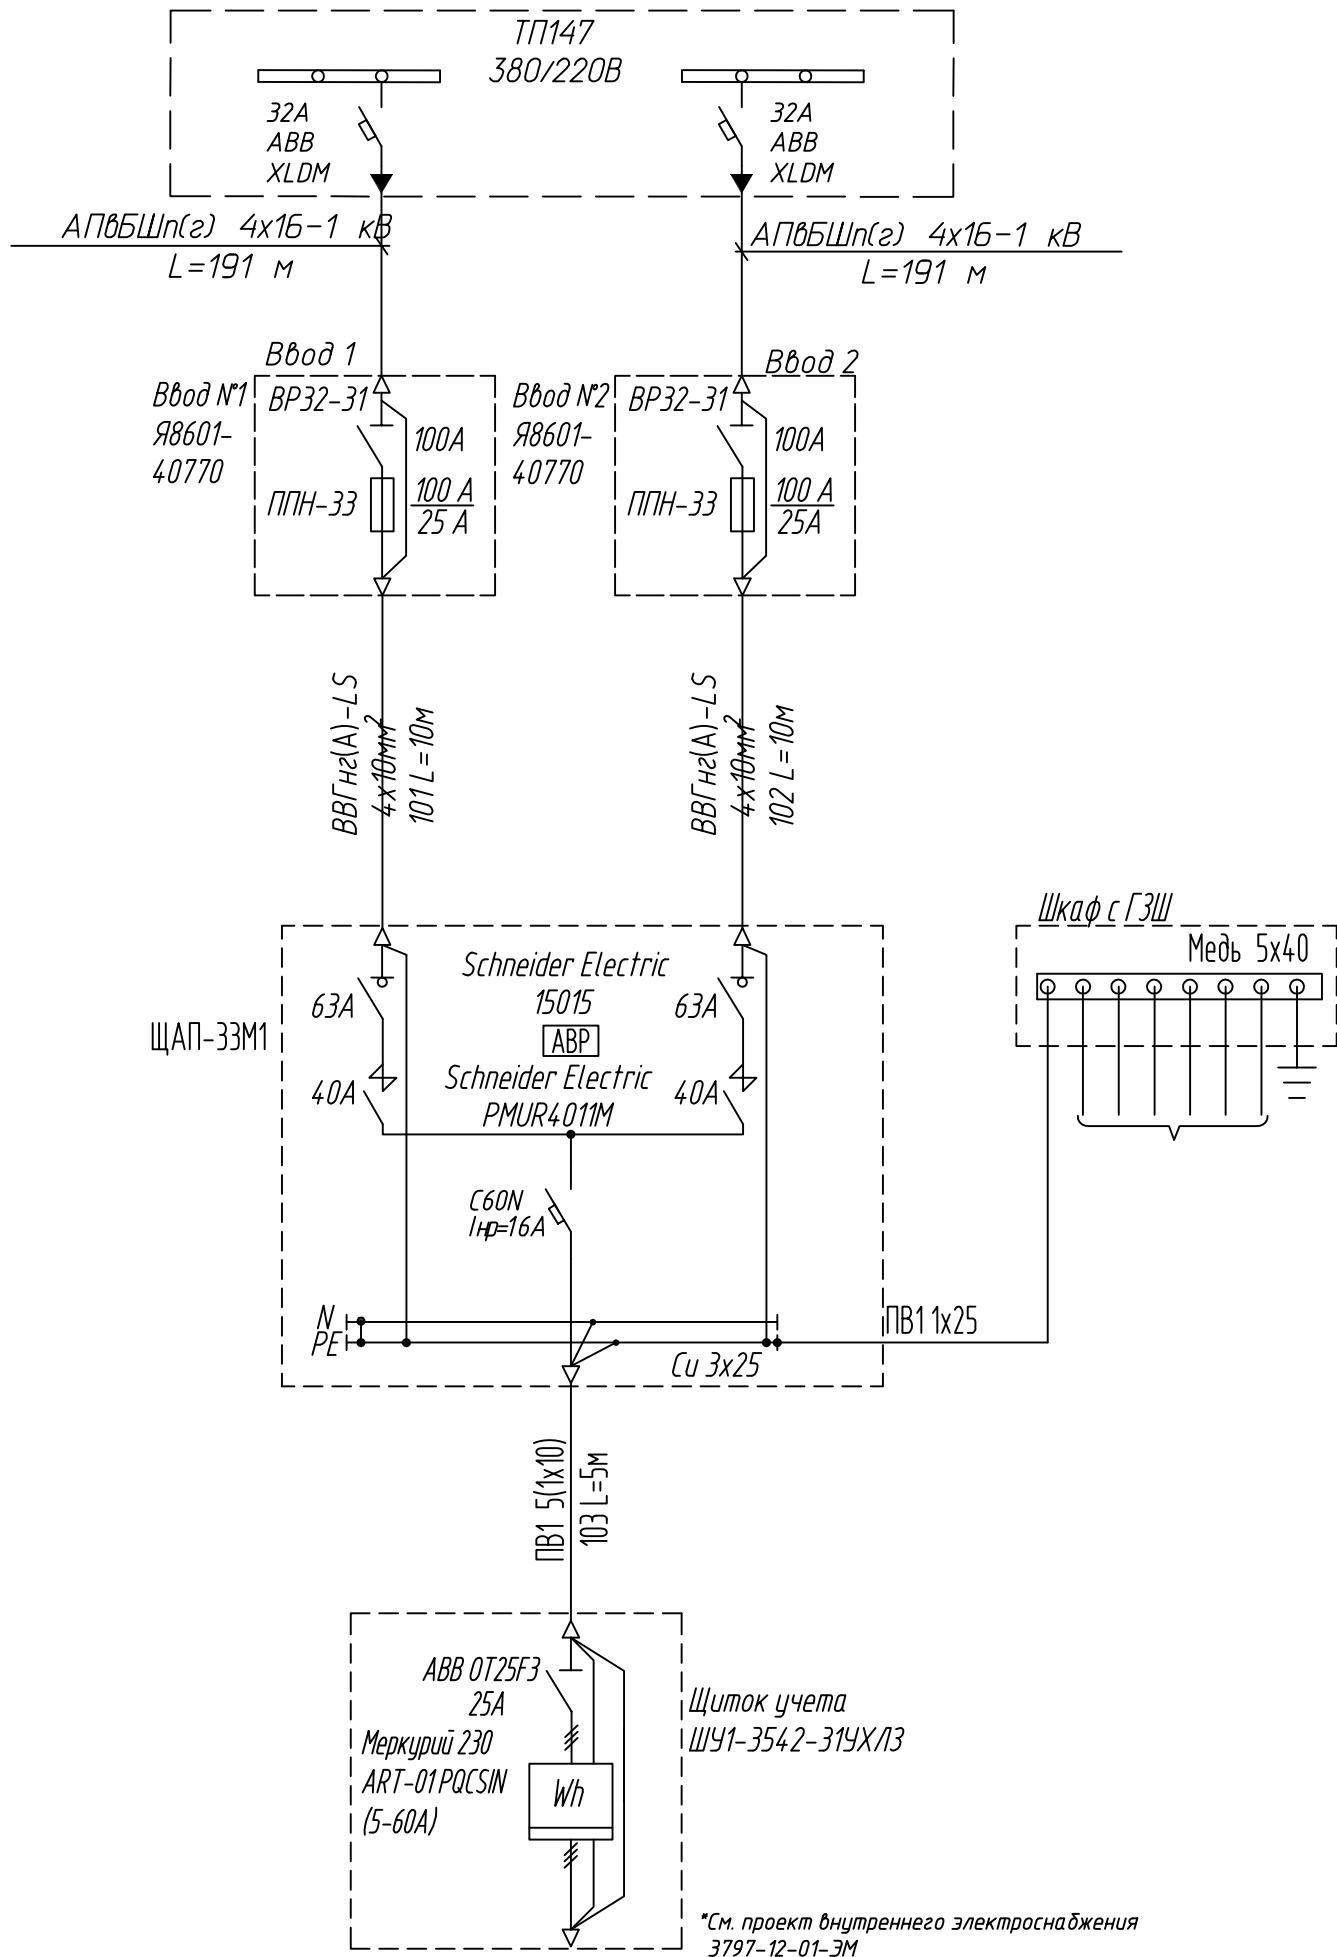 ТП147
380/220В
32А
АВВ
XLDM
32А
АВВ
XLDM
АПвБШп(г) 4х16-1 кВ
L=191 м
АПвБШп(г) 4х16-1 кВ
L=191 м
Ввод 1
Ввод 2
Ввод №1
Я8601-
40770
ВР32-31
100А
ППН-33
100 А
25 А
Ввод №2
Я8601-
40770
ВР32-31
100А
ППН-33
100 А
25А
ВВГнг(А)-LS
4х10мм²
101 L=10м
ВВГнг(А)-LS
4х10мм²
102 L=10м
Шкаф с ГЗШ
Медь 5х40
ЩАП-33М1
63А
40А
Schneider Electric
15015
АВР
Schneider Electric
PMUR4011M
63А
40А
C60N
Iнр=16А
N
PE
Cu 3х25
ПВ1 1х25
ПВ1 5(1х10)
103 L=5м
АВВ ОТ25F3
25А
Меркурий 230
ART-01 PQCSIN
(5-60А)
Wh
Щиток учета
ШУ1-3542-31УХЛ3
*См. проект внутреннего электроснабжения
3797-12-01-ЭМ